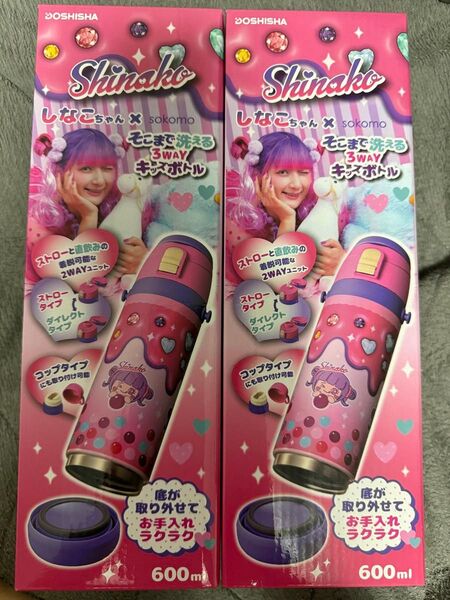 DOSHISHA
Shinako
しなこちゃん × sokomo
そこまで洗える
3WAY
キッズボトル
ストローと直飲みの
着脱可能な
2WAYユニット
ストロー
タイプ
ダイレクト
タイプ
コップタイプ
にも取り付け可能
Shinako
底が
取り外せて
お手入れ
ラクラク
600ml
DOSHISHA
Shinako
しなこちゃん × sokomo
そこまで洗える
3WAY
キッズボトル
ストローと直飲みの
着脱可能な
2WAYユニット
ストロー
タイプ
ダイレクト
タイプ
コップタイプ
にも取り付け可能
Shinako
底が
取り外せて
お手入れ
ラクラク
600ml